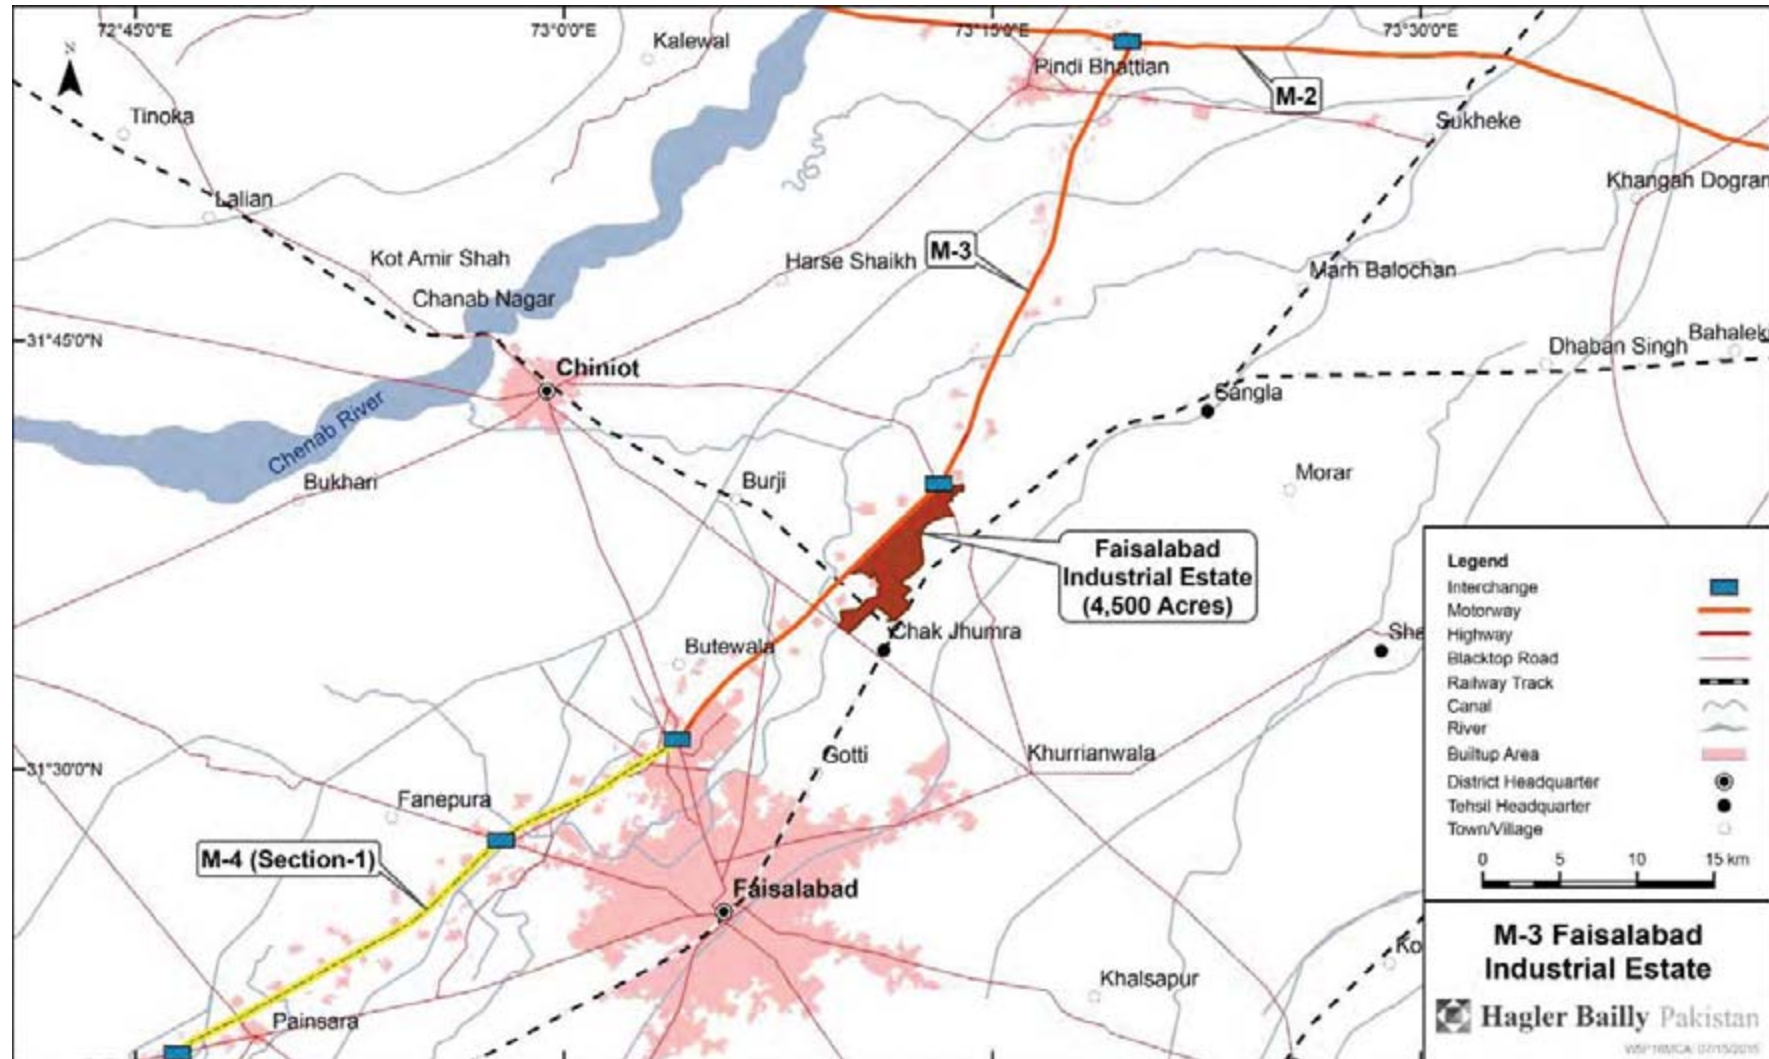 72°45'0"E
73°0'0"E
73°15'0"E
73°30'0"E
N
Kalewal
Pindi Bhattian
M-2
Tinoka
Sukheke
Lalian
Khangah Dogran
Kot Amir Shah
Harse Shaikh
M-3
Marh Balochan
Chanab Nagar
31°45'0"N
Chiniot
Dhaban Singh
Sangla
Chenab River
Bukhari
Burji
Morar
Faisalabad
Industrial Estate
(4,500 Acres)
Chak Jhumra
Butewala
31°30'0"N
Gotti
Khurrianwala
Fanepura
M-4 (Section-1)
Faisalabad
Khalsapur
Painsara
Legend
Interchange
Motorway
Highway
Blacktop Road
Railway Track
Canal
River
Builtup Area
District Headquarter
Tehsil Headquarter
Town/Village
0 5 10 15 km
M-3 Faisalabad
Industrial Estate
Hagler Bailly Pakistan